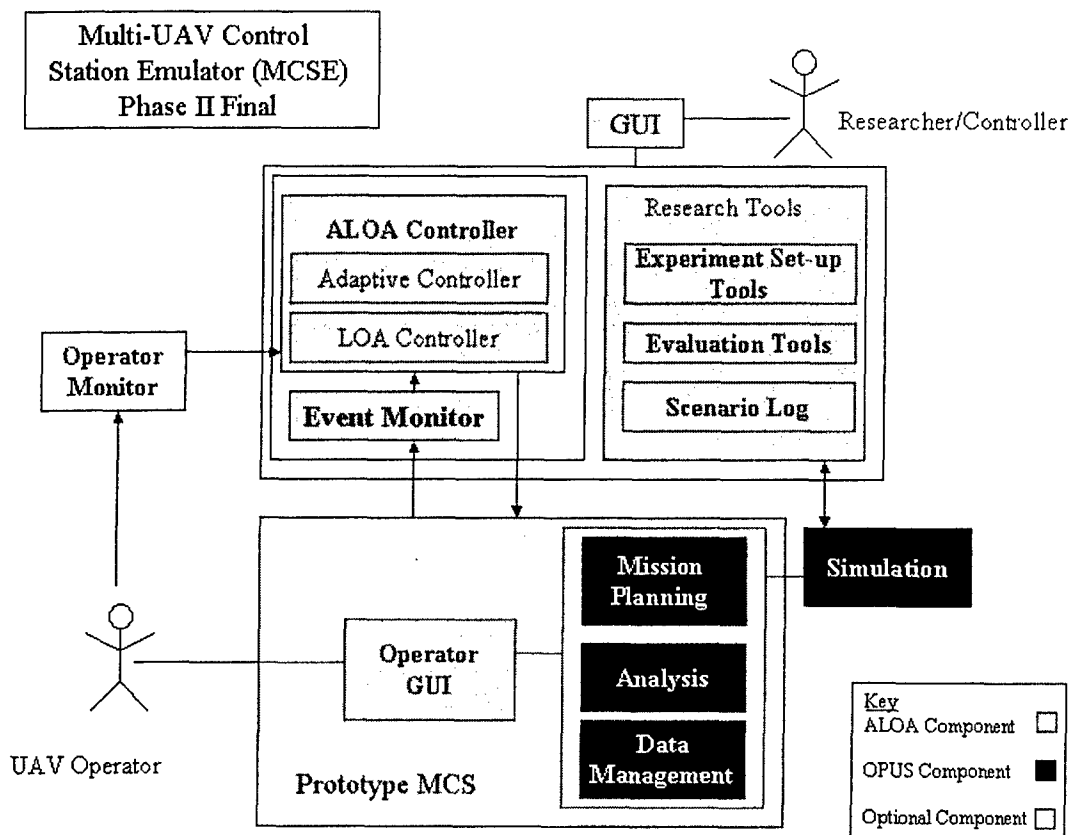 Multi-UAV Control
Station Emulator (MCSE)
Phase II Final
GUI
Researcher/Controller
ALOA Controller
Adaptive Controller
LOA Controller
Event Monitor
Research Tools
Experiment Set-up
Tools
Evaluation Tools
Scenario Log
Operator
Monitor
UAV Operator
Operator
GUI
Prototype MCS
Mission
Planning
Analysis
Data
Management
Simulation
Key
ALOA Component
OPUS Component
Optional Component